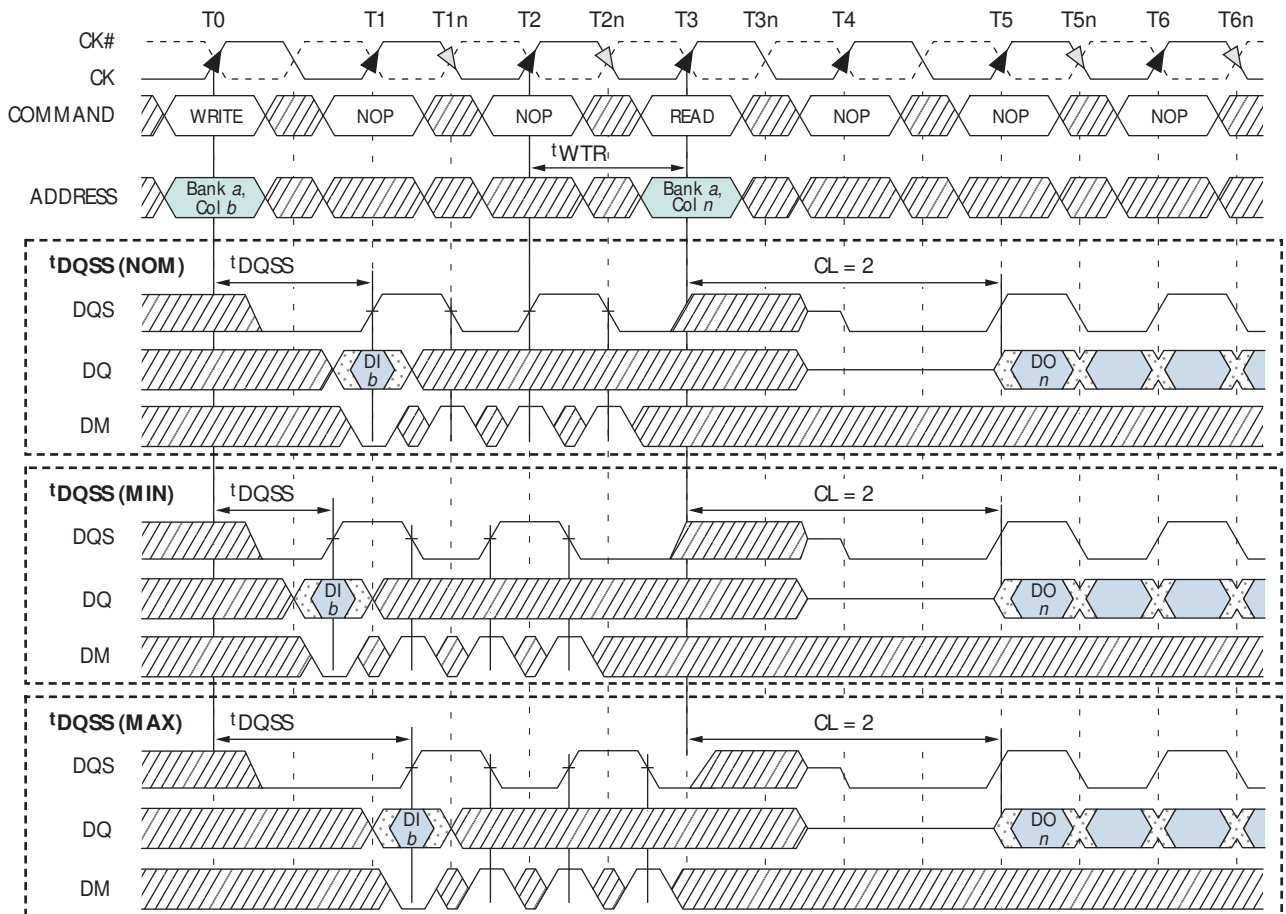 T0 T1 T1n T2 T2n T3 T3n T4 T5 T5n T6 T6n
CK#
CK
COMMAND WRITE NOP NOP READ NOP NOP NOP
tWTR
ADDRESS Bank a, Col b Bank a, Col n
tDQSS (NOM) tDQSS CL = 2
DQS
DQ DI b DO n
DM
tDQSS (MIN) tDQSS CL = 2
DQS
DQ DI b DO n
DM
tDQSS (MAX) tDQSS CL = 2
DQS
DQ DI b DO n
DM